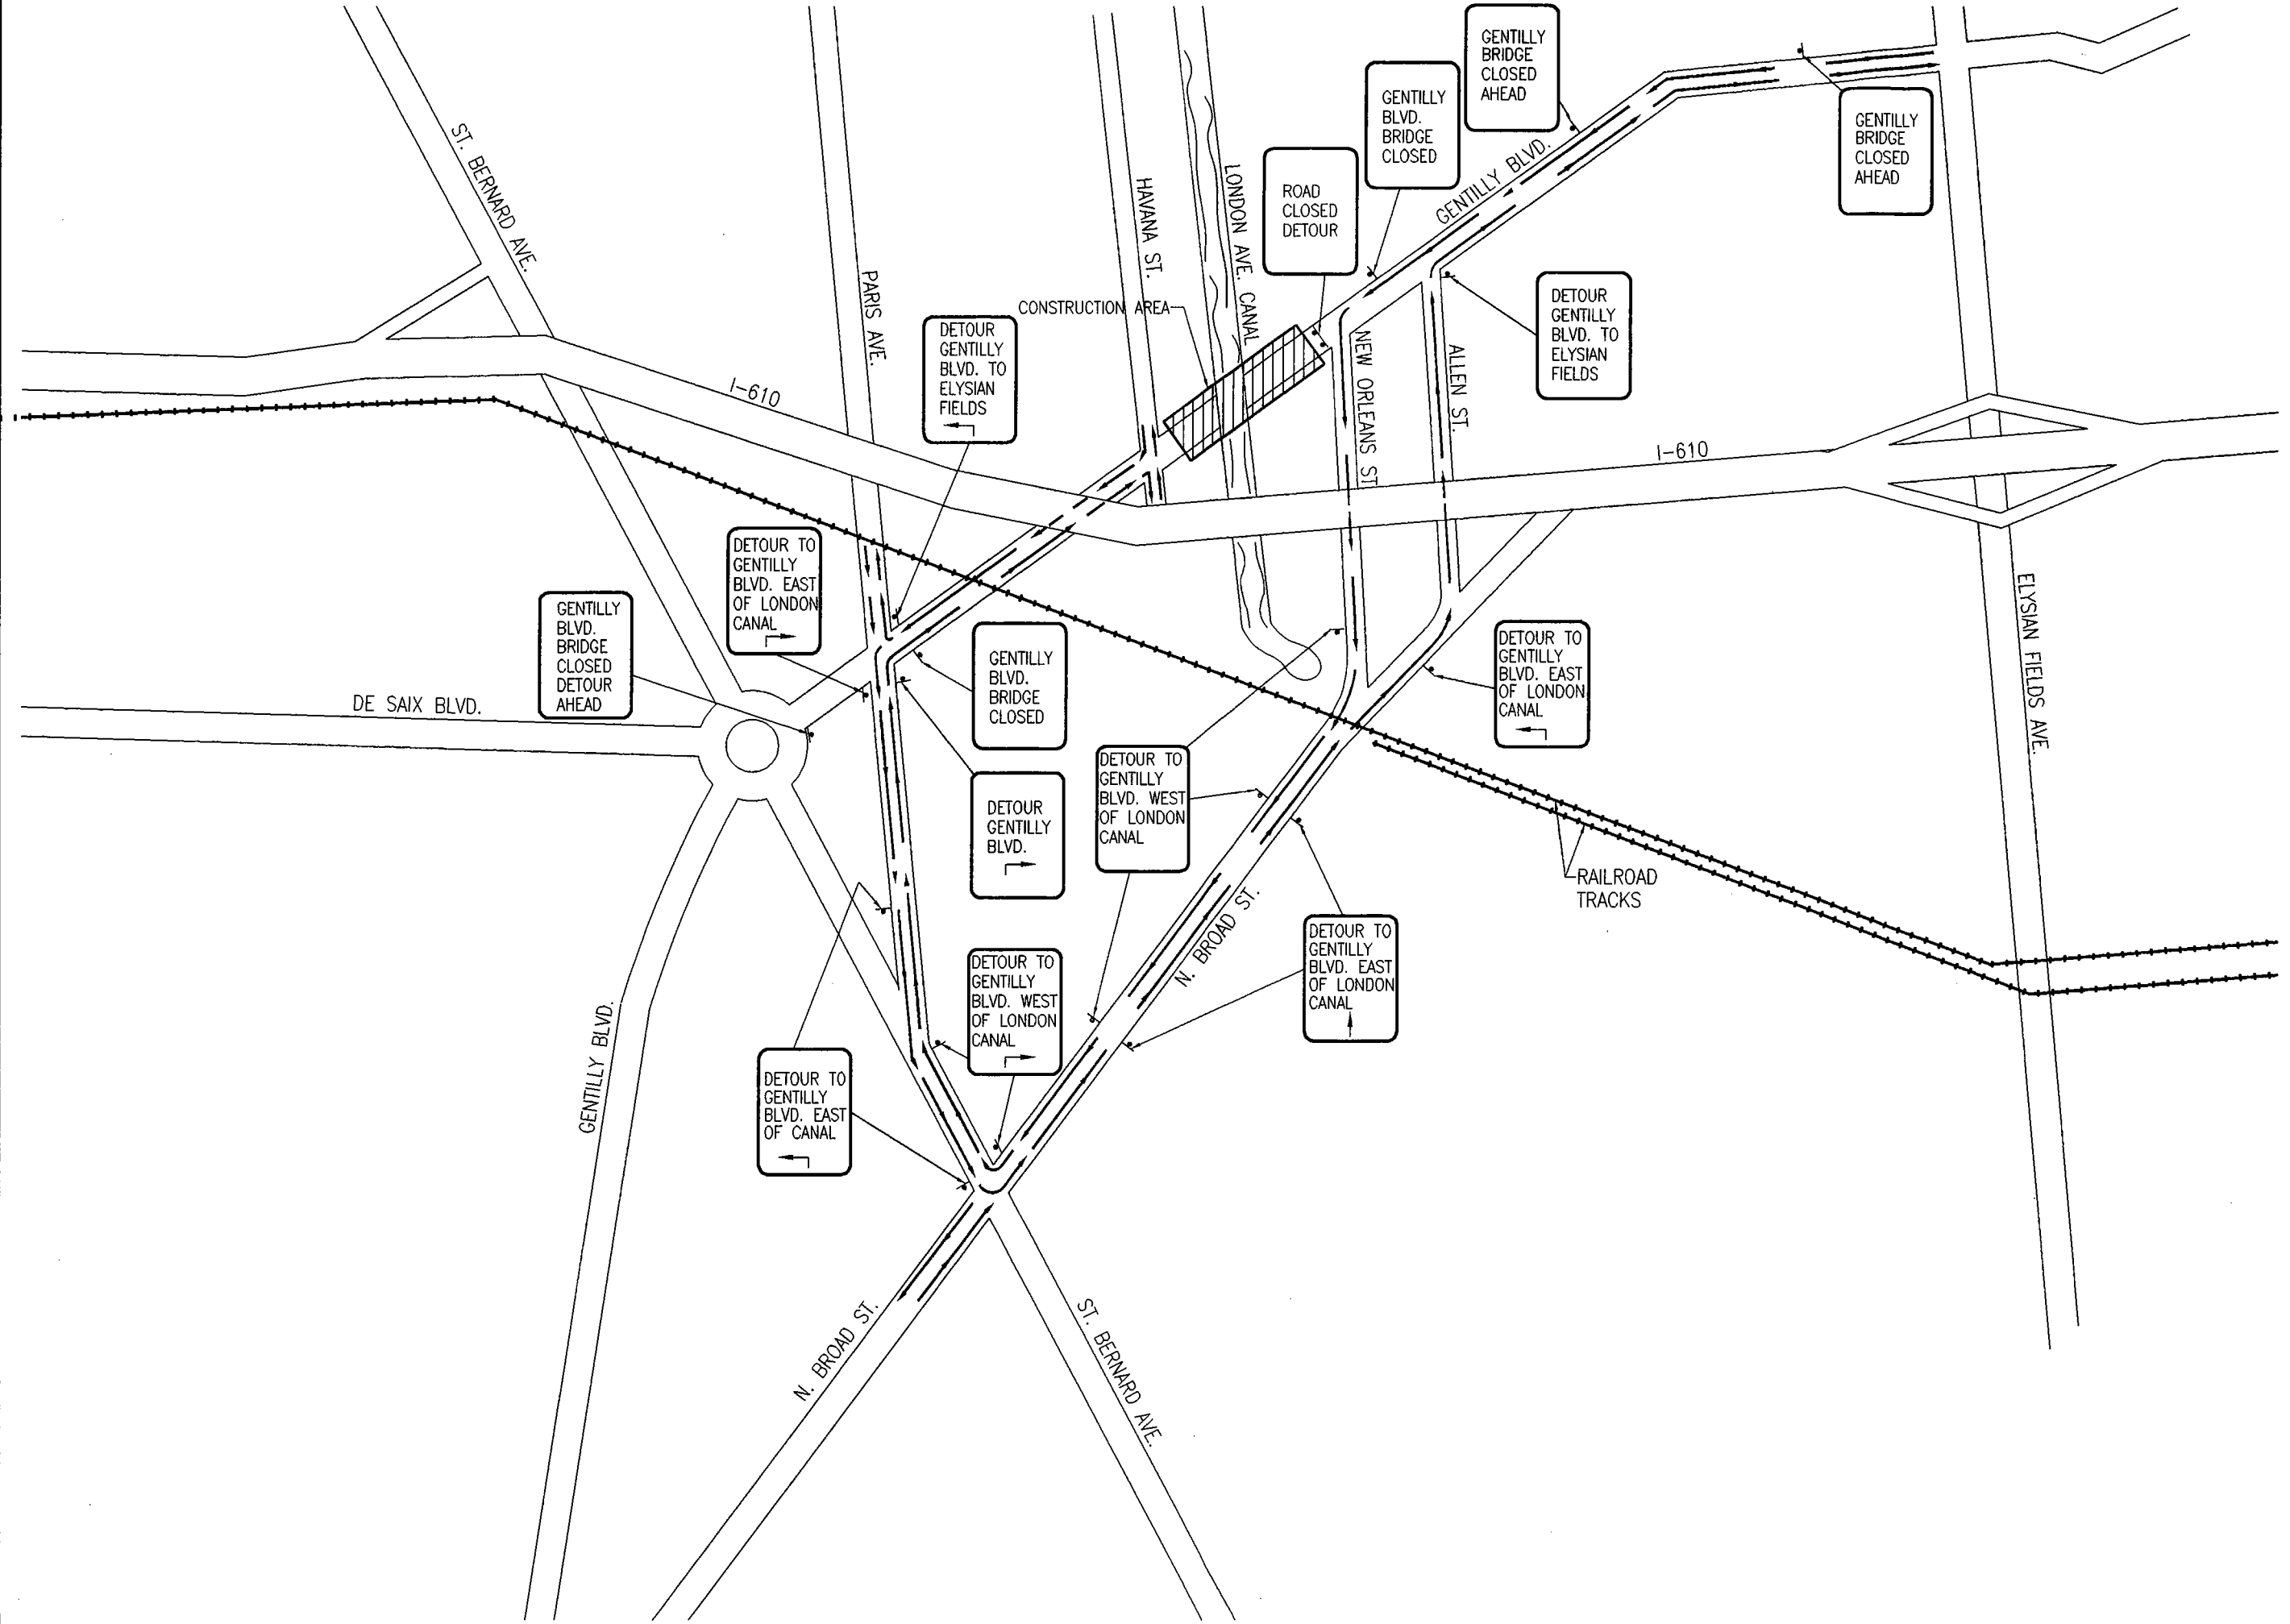 GENTILLY
BRIDGE
CLOSED
AHEAD
GENTILLY
BLVD.
BRIDGE
CLOSED
GENTILLY
BRIDGE
CLOSED
AHEAD
ST. BERNARD AVE.
HAVANA ST.
LONDON AVE. CANAL
ROAD
CLOSED
DETOUR
GENTILLY BLVD.
PARIS AVE.
CONSTRUCTION AREA
DETOUR
GENTILLY
BLVD. TO
ELYSIAN
FIELDS
DETOUR
GENTILLY
BLVD. TO
ELYSIAN
FIELDS
NEW ORLEANS ST
ALLEN ST.
I-610
I-610
DETOUR TO
GENTILLY
BLVD. EAST
OF LONDON
CANAL
GENTILLY
BLVD.
BRIDGE
CLOSED
DETOUR
AHEAD
DE SAIX BLVD.
GENTILLY
BLVD.
BRIDGE
CLOSED
DETOUR TO
GENTILLY
BLVD. EAST
OF LONDON
CANAL
ELYSIAN FIELDS AVE.
DETOUR
GENTILLY
BLVD.
DETOUR TO
GENTILLY
BLVD. WEST
OF LONDON
CANAL
RAILROAD
TRACKS
N. BROAD ST.
DETOUR TO
GENTILLY
BLVD. WEST
OF LONDON
CANAL
DETOUR TO
GENTILLY
BLVD. EAST
OF LONDON
CANAL
GENTILLY BLVD.
DETOUR TO
GENTILLY
BLVD. EAST
OF CANAL
N. BROAD ST.
ST. BERNARD AVE.